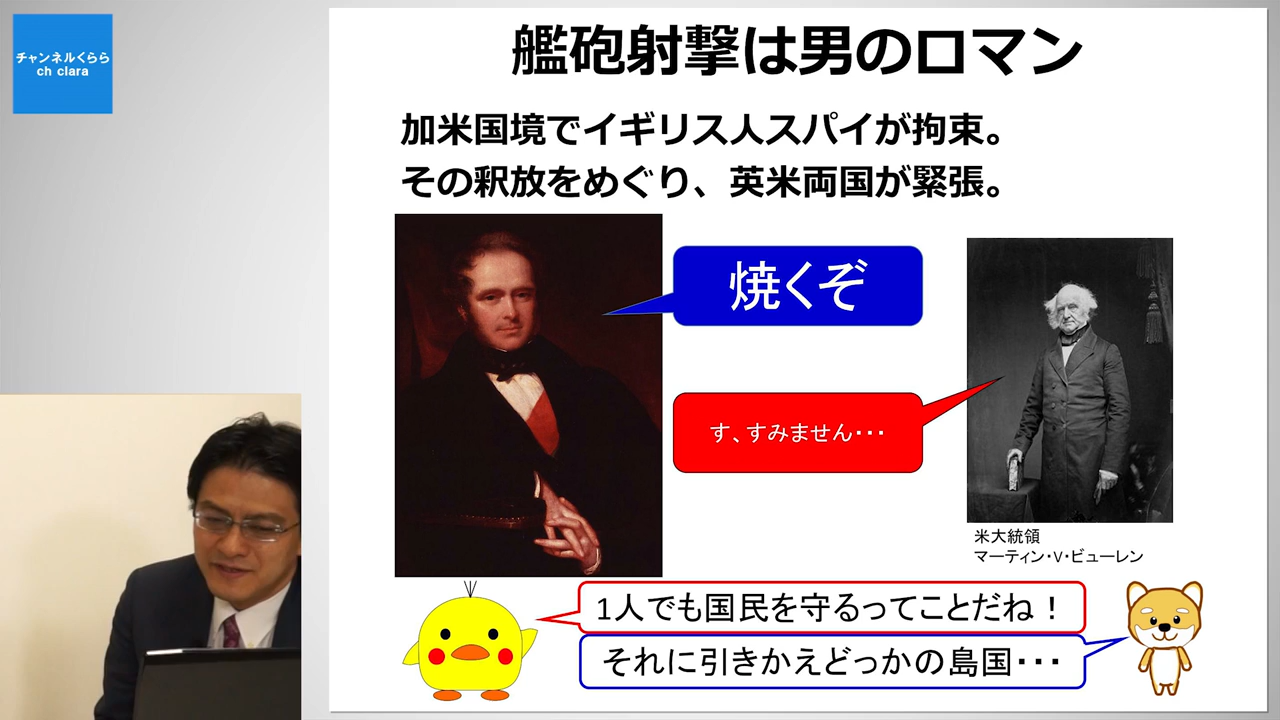 チャンネルくらら
ch clara
艦砲射撃は男のロマン
加米国境でイギリス人スパイが拘束。
その釈放をめぐり、英米両国が緊張。
焼くぞ
す、すみません・・・
米大統領
マーティン・V・ビューレン
1人でも国民を守るってことだね!
それに引きかえどっかの島国・・・